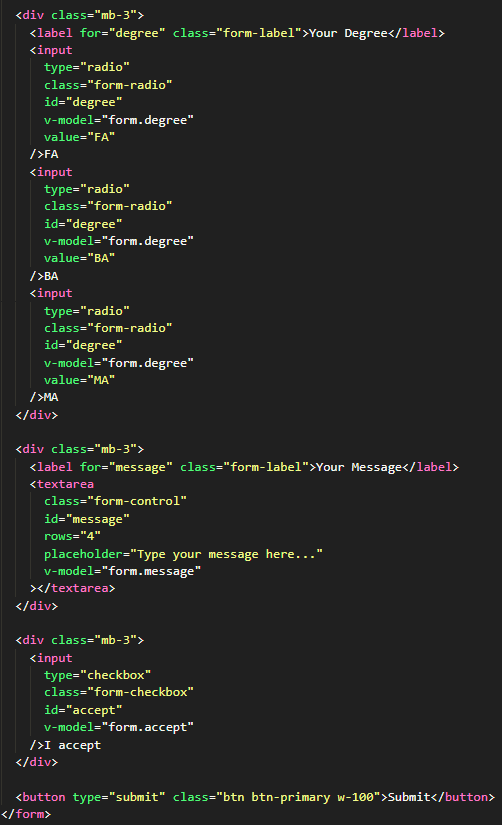 <div class="mb-3">
<label for="degree" class="form-label">Your Degree</label>
<input
type="radio"
class="form-radio"
id="degree"
v-model="form.degree"
value="FA"
/>FA
<input
type="radio"
class="form-radio"
id="degree"
v-model="form.degree"
value="BA"
/>BA
<input
type="radio"
class="form-radio"
id="degree"
v-model="form.degree"
value="MA"
/>MA
</div>
<div class="mb-3">
<label for="message" class="form-label">Your Message</label>
<textarea
class="form-control"
id="message"
rows="4"
placeholder="Type your message here..."
v-model="form.message"
></textarea>
</div>
<div class="mb-3">
<input
type="checkbox"
class="form-checkbox"
id="accept"
v-model="form.accept"
/>I accept
</div>
<button type="submit" class="btn btn-primary w-100">Submit</button>
</form>